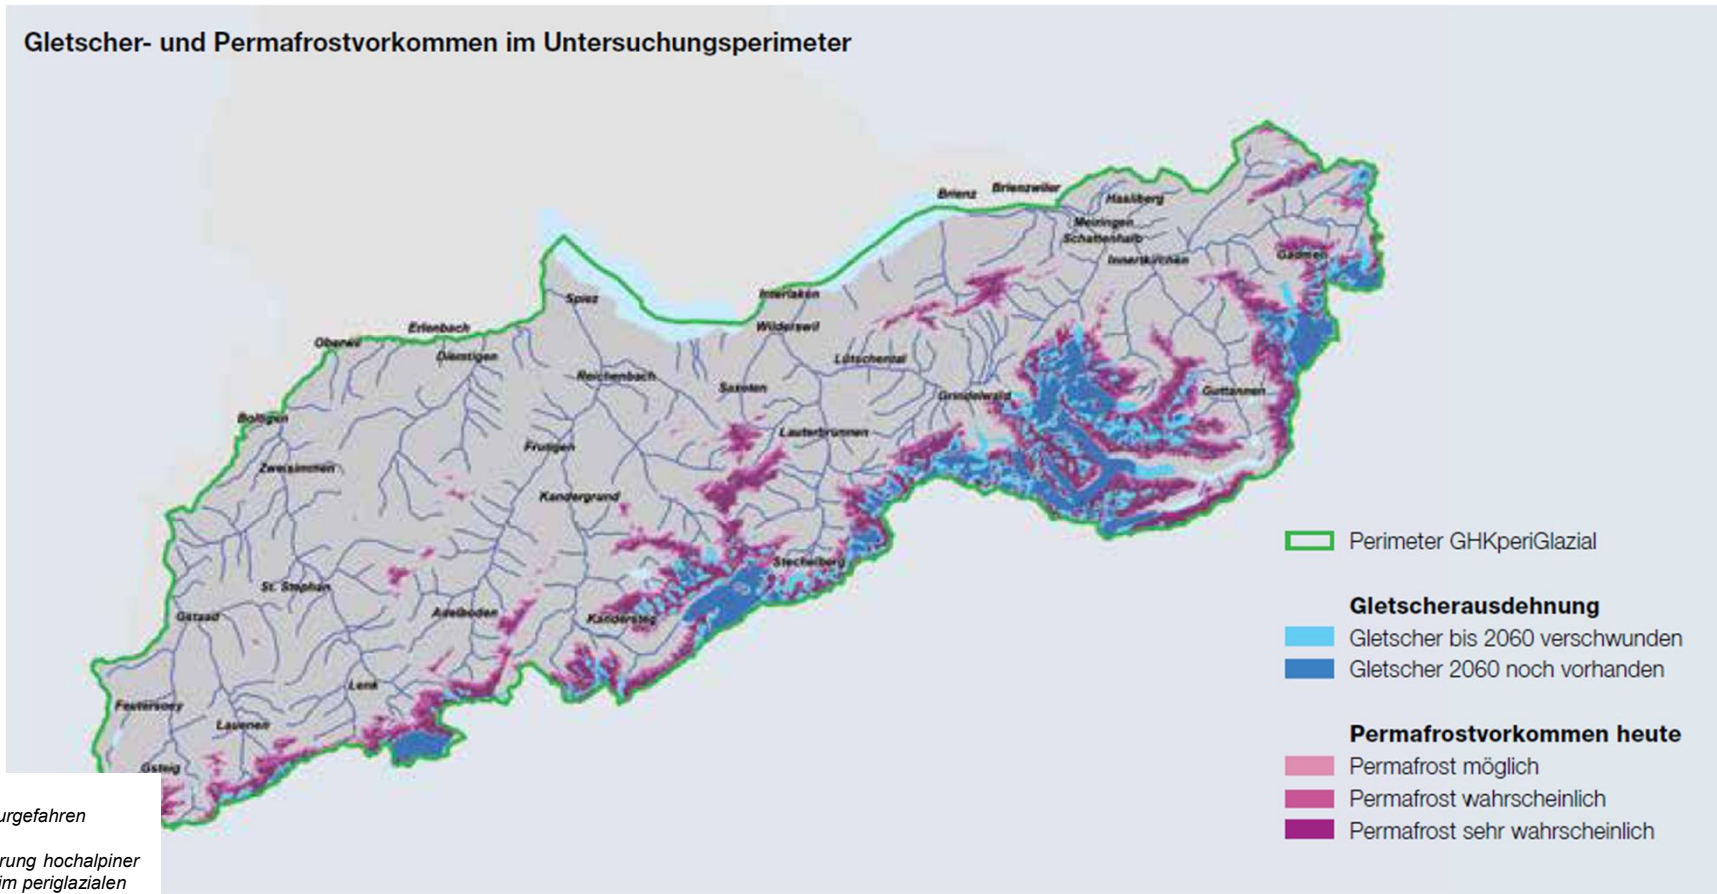 Gletscher- und Permafrostvorkommen im Untersuchungsperimeter
Brienz
Brienzwiler
Hasliberg
Meiringen
Schattenhalb
Innertkirchen
Gadmen
Spiez
Interlaken
Wilderswil
Erlenbach
Oberwil
Diemtigen
Lütschental
Reichenbach
Saxeten
Grindelwald
Guttannen
Boltigen
Lauterbrunnen
Frutigen
Zweisimmen
Kandergrund
Stechelberg
St. Stephan
Gstaad
Adelboden
Kandersteg
Lenk
Feutersoey
Lauenen
Gsteig
Perimeter GHKperiGlazial
Gletscherausdehnung
Gletscher bis 2060 verschwunden
Gletscher 2060 noch vorhanden
Permafrostvorkommen heute
Permafrost möglich
Permafrost wahrscheinlich
Permafrost sehr wahrscheinlich
urgefahren
rung hochalpiner
im periglazialen